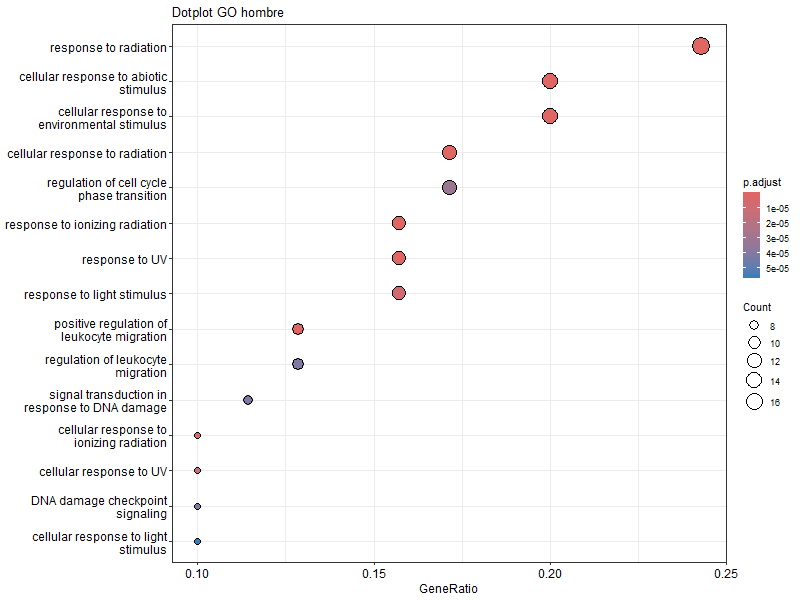 Dotplot GO hombre
response to radiation
cellular response to abiotic
stimulus
cellular response to
environmental stimulus
cellular response to radiation
regulation of cell cycle
phase transition
response to ionizing radiation
response to UV
response to light stimulus
positive regulation of
leukocyte migration
regulation of leukocyte
migration
signal transduction in
response to DNA damage
cellular response to
ionizing radiation
cellular response to UV
DNA damage checkpoint
signaling
cellular response to light
stimulus
0.10
0.15
0.20
0.25
GeneRatio
p.adjust
1e-05
2e-05
3e-05
4e-05
5e-05
Count
8
10
12
14
16